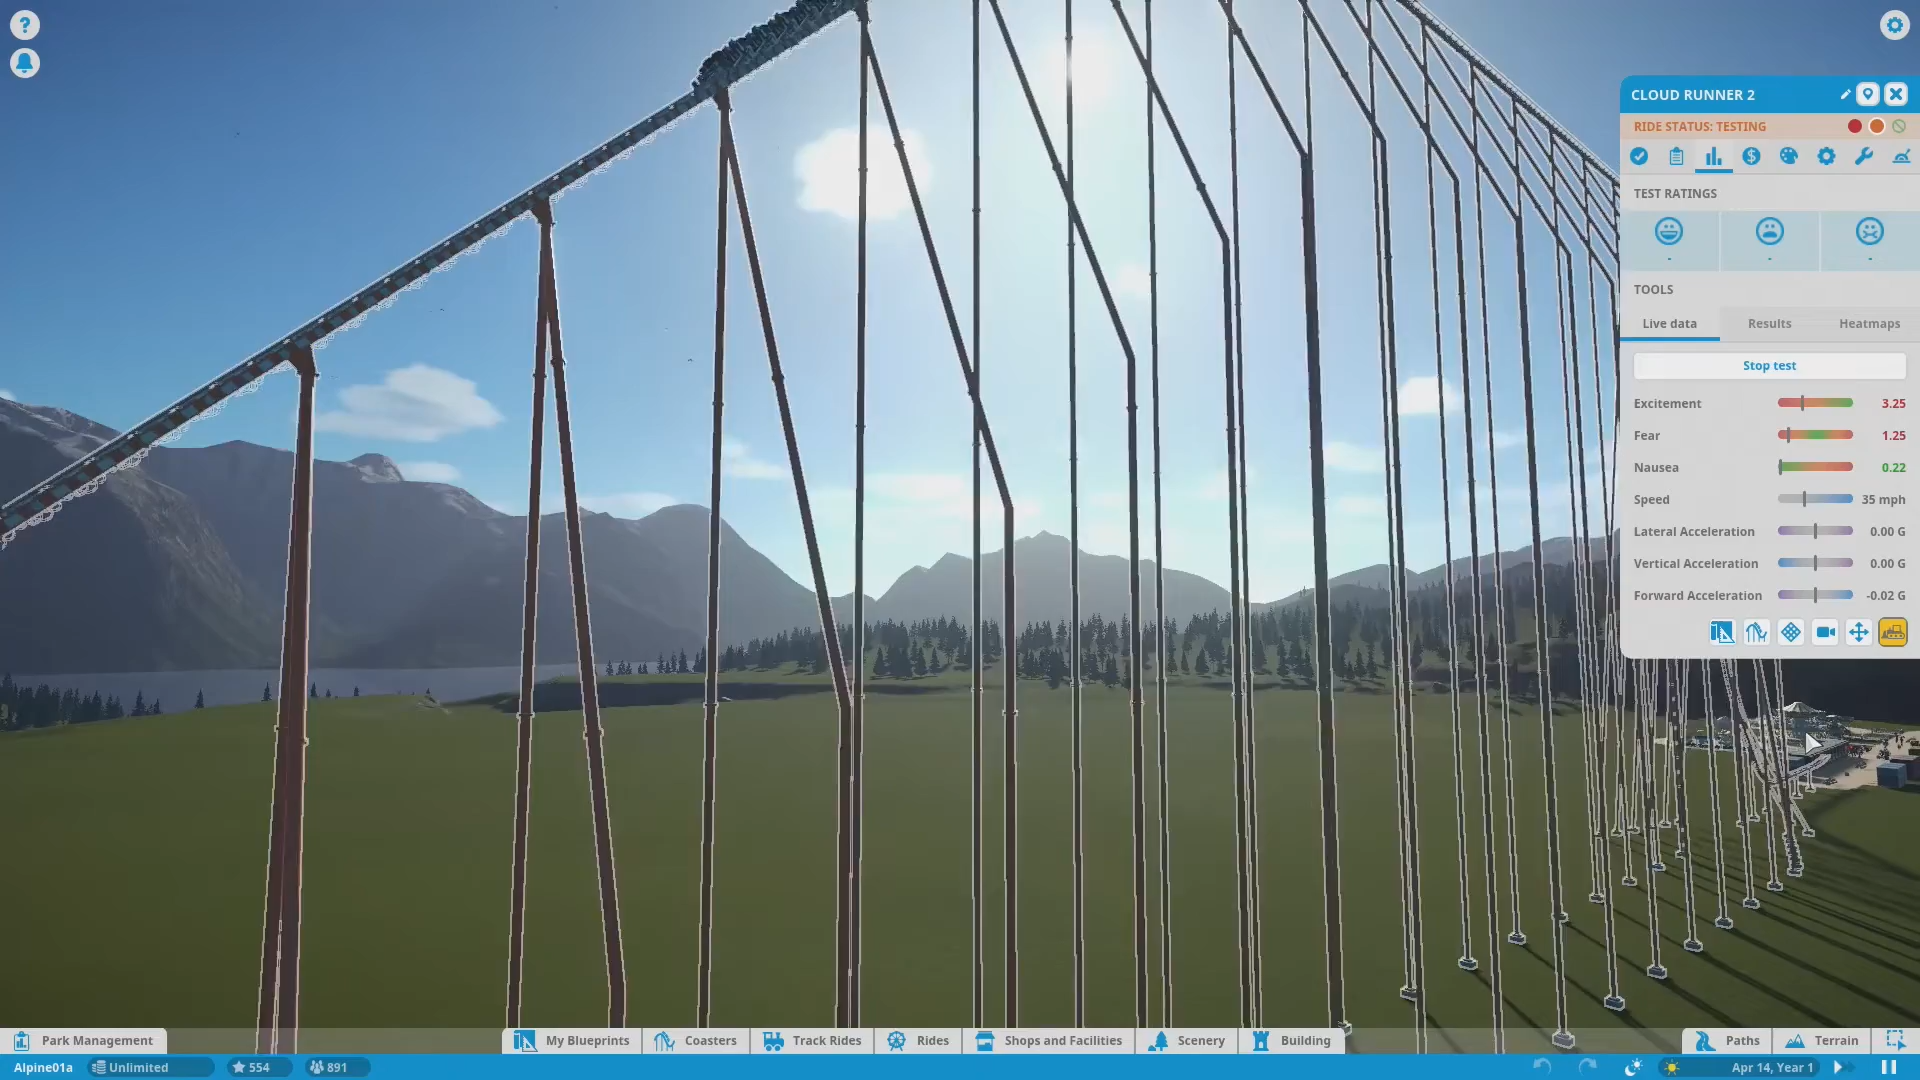 CLOUD RUNNER 2
RIDE STATUS: TESTING
TEST RATINGS
- - -
TOOLS
Live data Results Heatmaps
Stop test
Excitement 3.25
Fear 1.25
Nausea 0.22
Speed 35 mph
Lateral Acceleration 0.00 G
Vertical Acceleration 0.00 G
Forward Acceleration -0.02 G
Park Management My Blueprints Coasters Track Rides Rides Shops and Facilities Scenery Building Paths Terrain
Alpine01a Unlimited 554 891 Apr 14, Year 1